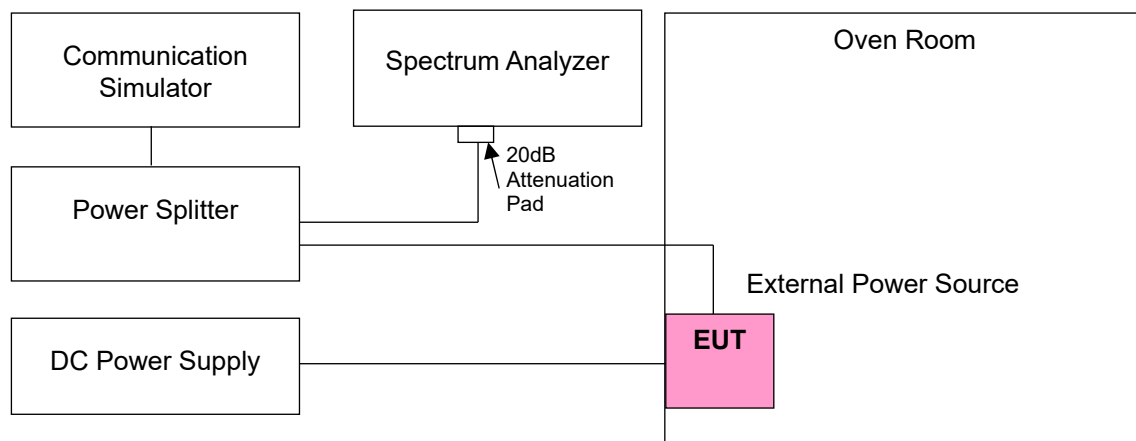 Communication
Simulator
Spectrum Analyzer
Oven Room
20dB
Attenuation
Pad
Power Splitter
External Power Source
EUT
DC Power Supply